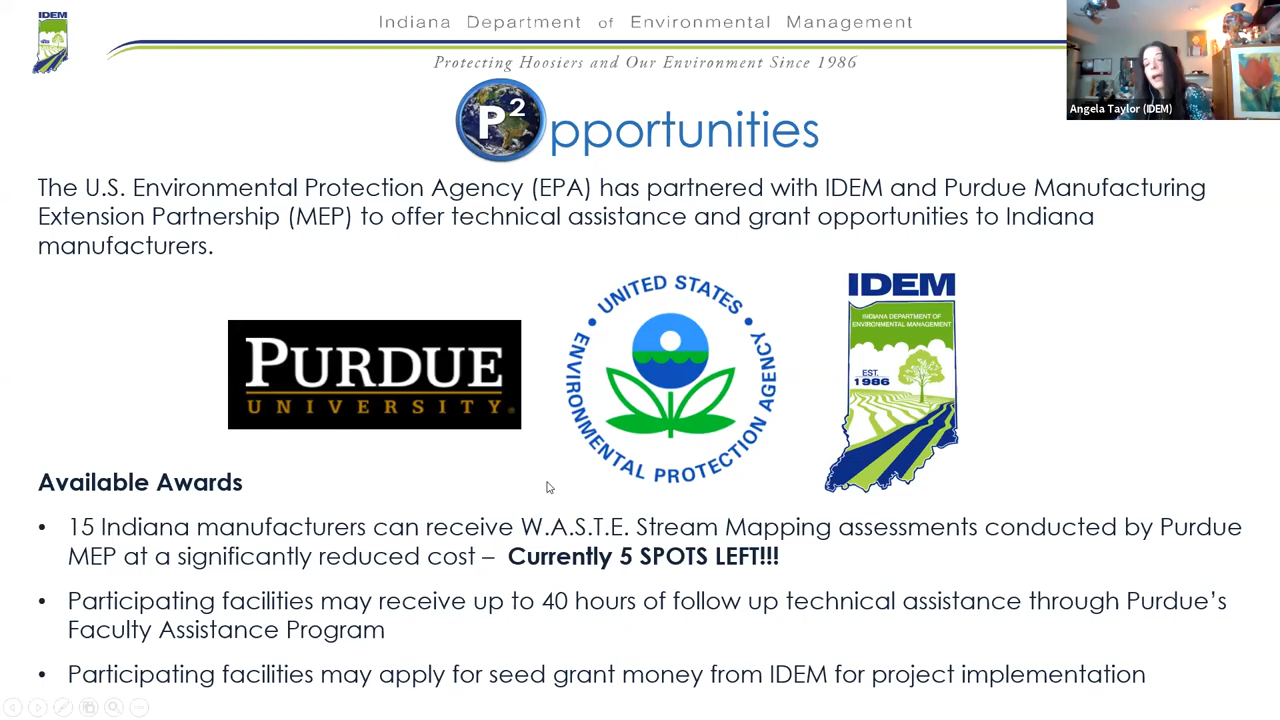 IDEM
Indiana Department of Environmental Management
Protecting Hoosiers and Our Environment Since 1986
Angela Taylor (IDEM)
P2 pportunities
The U.S. Environmental Protection Agency (EPA) has partnered with IDEM and Purdue Manufacturing
Extension Partnership (MEP) to offer technical assistance and grant opportunities to Indiana
manufacturers.
PURDUE
UNIVERSITY
UNITED STATES
ENVIRONMENTAL PROTECTION AGENCY
IDEM
INDIANA DEPARTMENT OF
ENVIRONMENTAL MANAGEMENT
EST.
1986
Available Awards
• 15 Indiana manufacturers can receive W.A.S.T.E. Stream Mapping assessments conducted by Purdue
MEP at a significantly reduced cost – Currently 5 SPOTS LEFT!!!
• Participating facilities may receive up to 40 hours of follow up technical assistance through Purdue’s
Faculty Assistance Program
• Participating facilities may apply for seed grant money from IDEM for project implementation